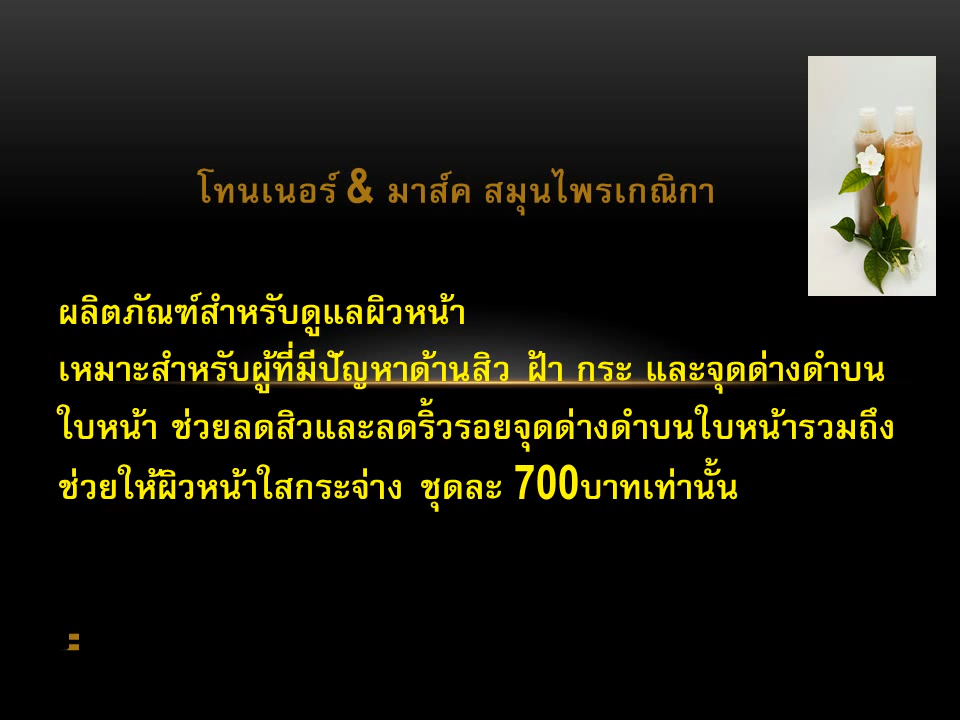 โทนเนอร์ & มาส์ค สมุนไพรเกณิกา
ผลิตภัณฑ์สำหรับดูแลผิวหน้า
เหมาะสำหรับผู้ที่มีปัญหาด้านสิว ฝ้า กระ และจุดด่างดำบน
ใบหน้า ช่วยลดสิวและลดริ้วรอยจุดด่างดำบนใบหน้ารวมถึง
ช่วยให้ผิวหน้าใสกระจ่าง ชุดละ 700บาทเท่านั้น